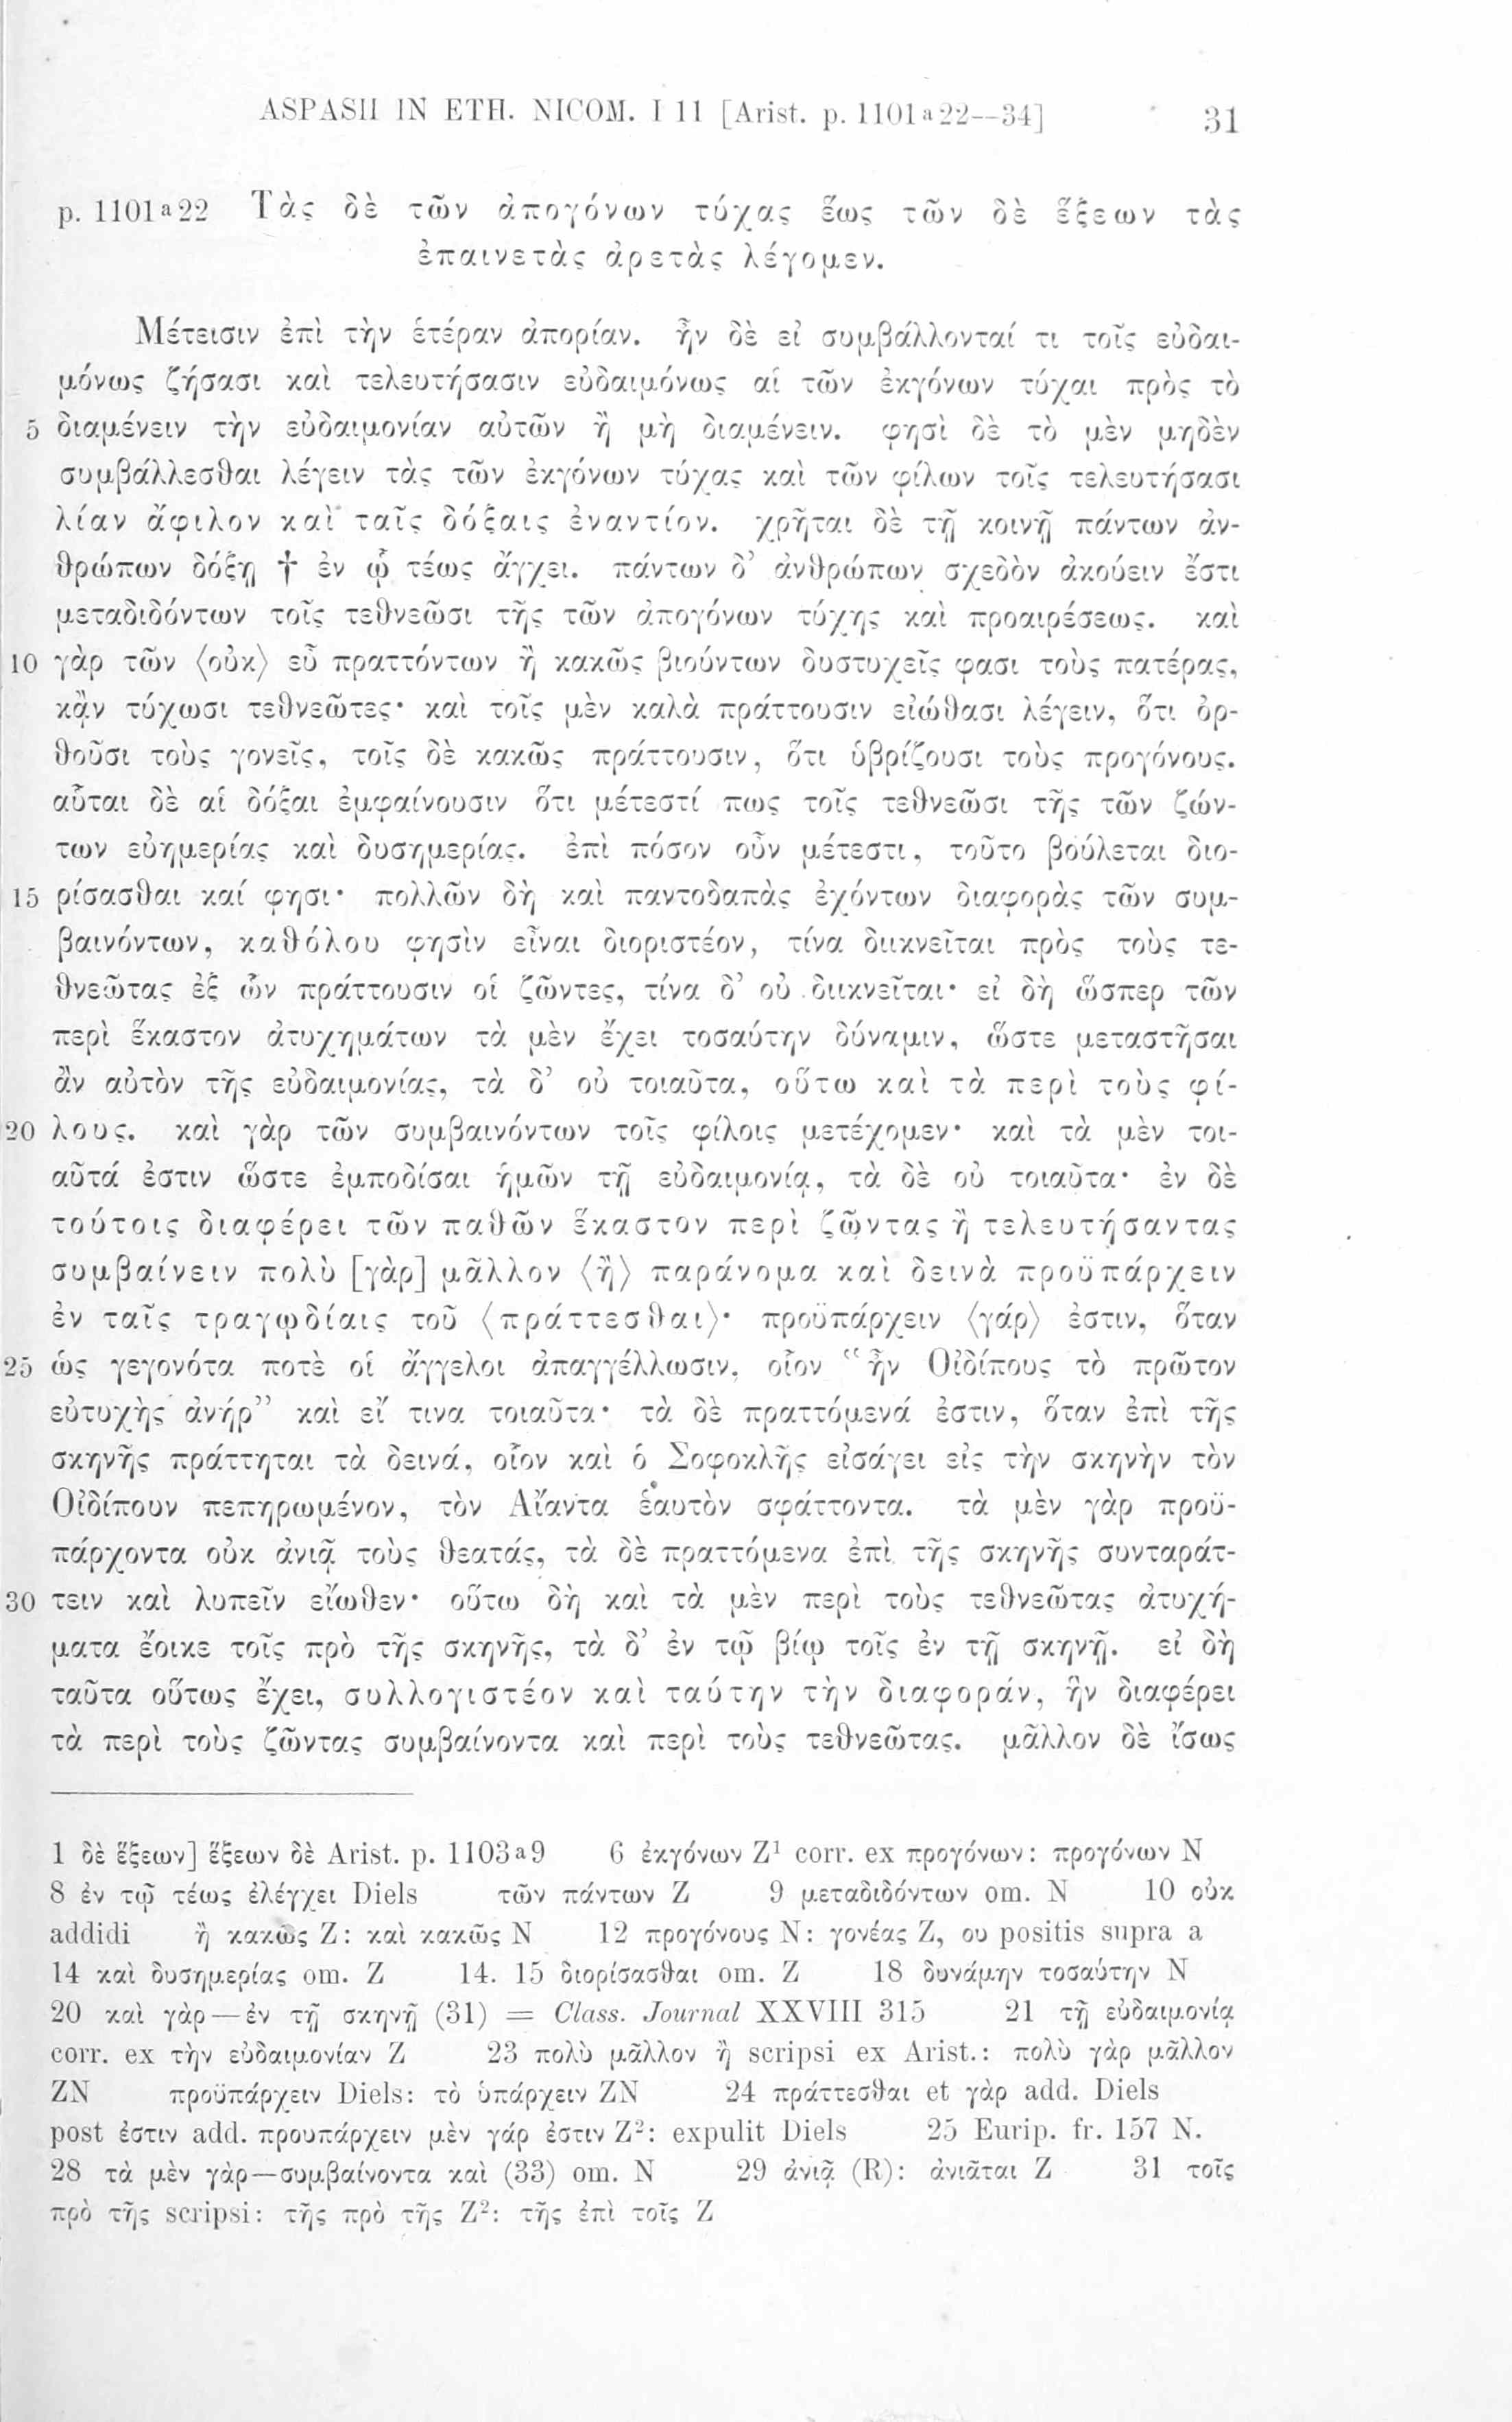 ASPASII IN ETH. NICOM. I 11 [Arist. p. 1101a22--34] 31
p. 1101a22 Τὰς δὲ τῶν ἀπογόνων τύχας ἕως τῶν δὲ ἕξεων τὰς
ἐπαινετὰς ἀρετὰς λέγομεν.
Μέτεισιν ἐπὶ τὴν ἑτέραν ἀπορίαν. ἦν δὲ εἰ συμβάλλονταί τι τοῖς εὐδαι-
μόνως ζήσασι καὶ τελευτήσασιν εὐδαιμόνως αἱ τῶν ἐκγόνων τύχαι πρὸς τὸ
5 διαμένειν τὴν εὐδαιμονίαν αὐτῶν ἢ μὴ διαμένειν. φησὶ δὲ τὸ μὲν μηδὲν
συμβάλλεσθαι λέγειν τὰς τῶν ἐκγόνων τύχας καὶ τῶν φίλων τοῖς τελευτήσασι
λίαν ἄφιλον καὶ ταῖς δόξαις ἐναντίον. χρῆται δὲ τῇ κοινῇ πάντων ἀν-
θρώπων δόξῃ † ἐν ᾧ τέως ἄγχει. πάντων δ’ ἀνθρώπων σχεδὸν ἀκούειν ἔστι
μεταδιδόντων τοῖς τεθνεῶσι τῆς τῶν ἀπογόνων τύχης καὶ προαιρέσεως. καὶ
10 γὰρ τῶν ⟨οὐκ⟩ εὖ πραττόντων ἢ κακῶς βιούντων δυστυχεῖς φασι τοὺς πατέρας,
κἂν τύχωσι τεθνεῶτες· καὶ τοῖς μὲν καλὰ πράττουσιν εἰώθασι λέγειν, ὅτι ὀρ-
θοῦσι τοὺς γονεῖς, τοῖς δὲ κακῶς πράττουσιν, ὅτι ὑβρίζουσι τοὺς προγόνους.
αὗται δὲ αἱ δόξαι ἐμφαίνουσιν ὅτι μέτεστί πως τοῖς τεθνεῶσι τῆς τῶν ζών-
των εὐημερίας καὶ δυσημερίας. ἐπὶ πόσον οὖν μέτεστι, τοῦτο βούλεται διο-
15 ρίσασθαι καί φησι· πολλῶν δὴ καὶ παντοδαπὰς ἐχόντων διαφορὰς τῶν συμ-
βαινόντων, καθόλου φησὶν εἶναι διοριστέον, τίνα διικνεῖται πρὸς τοὺς τε-
θνεῶτας ἐξ ὧν πράττουσιν οἱ ζῶντες, τίνα δ’ οὐ διικνεῖται· εἰ δὴ ὥσπερ τῶν
περὶ ἕκαστον ἀτυχημάτων τὰ μὲν ἔχει τοσαύτην δύναμιν, ὥστε μεταστῆσαι
ἂν αὐτὸν τῆς εὐδαιμονίας, τὰ δ’ οὐ τοιαῦτα, οὕτω καὶ τὰ περὶ τοὺς φί-
20 λους. καὶ γὰρ τῶν συμβαινόντων τοῖς φίλοις μετέχομεν· καὶ τὰ μὲν τοι-
αῦτά ἐστιν ὥστε ἐμποδίσαι ἡμῶν τῇ εὐδαιμονίᾳ, τὰ δὲ οὐ τοιαῦτα· ἐν δὲ
τούτοις διαφέρει τῶν παθῶν ἕκαστον περὶ ζῶντας ἢ τελευτήσαντας
συμβαίνειν πολὺ [γὰρ] μᾶλλον ⟨ἢ⟩ παράνομα καὶ δεινὰ προϋπάρχειν
ἐν ταῖς τραγῳδίαις τοῦ ⟨πράττεσθαι⟩· προϋπάρχειν ⟨γάρ⟩ ἐστιν, ὅταν
25 ὡς γεγονότα ποτὲ οἱ ἄγγελοι ἀπαγγέλλωσιν, οἷον “ἦν Οἰδίπους τὸ πρῶτον
εὐτυχὴς ἀνήρ” καὶ εἴ τινα τοιαῦτα· τὰ δὲ πραττόμενά ἐστιν, ὅταν ἐπὶ τῆς
σκηνῆς πράττηται τὰ δεινά, οἷον καὶ ὁ Σοφοκλῆς εἰσάγει εἰς τὴν σκηνὴν τὸν
Οἰδίπουν πεπηρωμένον, τὸν Αἴαντα ἑαυτὸν σφάττοντα. τὰ μὲν γὰρ προϋ-
πάρχοντα οὐκ ἀνιᾷ τοὺς θεατάς, τὰ δὲ πραττόμενα ἐπὶ τῆς σκηνῆς συνταράτ-
30 τειν καὶ λυπεῖν εἴωθεν· οὕτω δὴ καὶ τὰ μὲν περὶ τοὺς τεθνεῶτας ἀτυχή-
ματα ἔοικε τοῖς πρὸ τῆς σκηνῆς, τὰ δ’ ἐν τῷ βίῳ τοῖς ἐν τῇ σκηνῇ. εἰ δὴ
ταῦτα οὕτως ἔχει, συλλογιστέον καὶ ταύτην τὴν διαφοράν, ἣν διαφέρει
τὰ περὶ τοὺς ζῶντας συμβαίνοντα καὶ περὶ τοὺς τεθνεῶτας. μᾶλλον δὲ ἴσως
1 δὲ ἕξεων] ἕξεων δὲ Arist. p. 1103a9 6 ἐκγόνων Z¹ corr. ex προγόνων: προγόνων N
8 ἐν τῷ τέως ἐλέγχει Diels τῶν πάντων Z 9 μεταδιδόντων om. N 10 οὐκ
addidi ἢ κακῶς Z: καὶ κακῶς N 12 προγόνους N: γονέας Z, ου positis supra a
14 καὶ δυσημερίας om. Z 14. 15 διορίσασθαι om. Z 18 δυνάμην τοσαύτην N
20 καὶ γὰρ—ἐν τῇ σκηνῇ (31) = Class. Journal XXVIII 315 21 τῇ εὐδαιμονίᾳ
corr. ex τὴν εὐδαιμονίαν Z 23 πολὺ μᾶλλον ἢ scripsi ex Arist.: πολὺ γὰρ μᾶλλον
ZN προϋπάρχειν Diels: τὸ ὑπάρχειν ZN 24 πράττεσθαι et γὰρ add. Diels
post ἐστιν add. προυπάρχειν μὲν γάρ ἐστιν Z²: expulit Diels 25 Eurip. fr. 157 N.
28 τὰ μὲν γὰρ—συμβαίνοντα καὶ (33) om. N 29 ἀνιᾷ (R): ἀνιᾶται Z 31 τοῖς
πρὸ τῆς scripsi: τῆς πρὸ τῆς Z²: τῆς ἐπὶ τοῖς Z